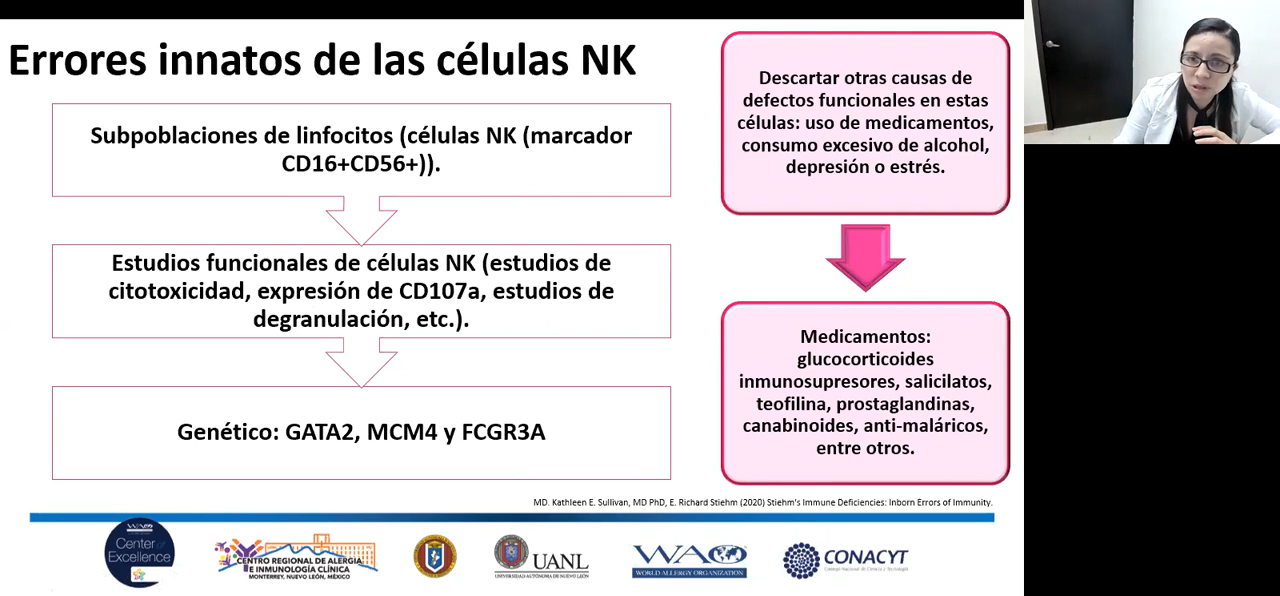 Errores innatos de las células NK
Subpoblaciones de linfocitos (células NK (marcador
CD16+CD56+)).
Estudios funcionales de células NK (estudios de
citotoxicidad, expresión de CD107a, estudios de
degranulación, etc.).
Genético: GATA2, MCM4 y FCGR3A
Descartar otras causas de
defectos funcionales en estas
células: uso de medicamentos,
consumo excesivo de alcohol,
depresión o estrés.
Medicamentos:
glucocorticoides
inmunosupresores, salicilatos,
teofilina, prostaglandinas,
canabinoides, anti-maláricos,
entre otros.
MD. Kathleen E. Sullivan, MD PhD, E. Richard Stiehm (2020) Stiehm's Immune Deficiencies: Inborn Errors of Immunity.
Center of
Excellence
CENTRO REGIONAL DE ALERGIA
E INMUNOLOGÍA CLÍNICA
MONTERREY, NUEVO LEÓN, MÉXICO
UANL
UNIVERSIDAD AUTÓNOMA DE NUEVO LEÓN
WAO
WORLD ALLERGY ORGANIZATION
CONACYT
Consejo Nacional de Ciencia y Tecnología